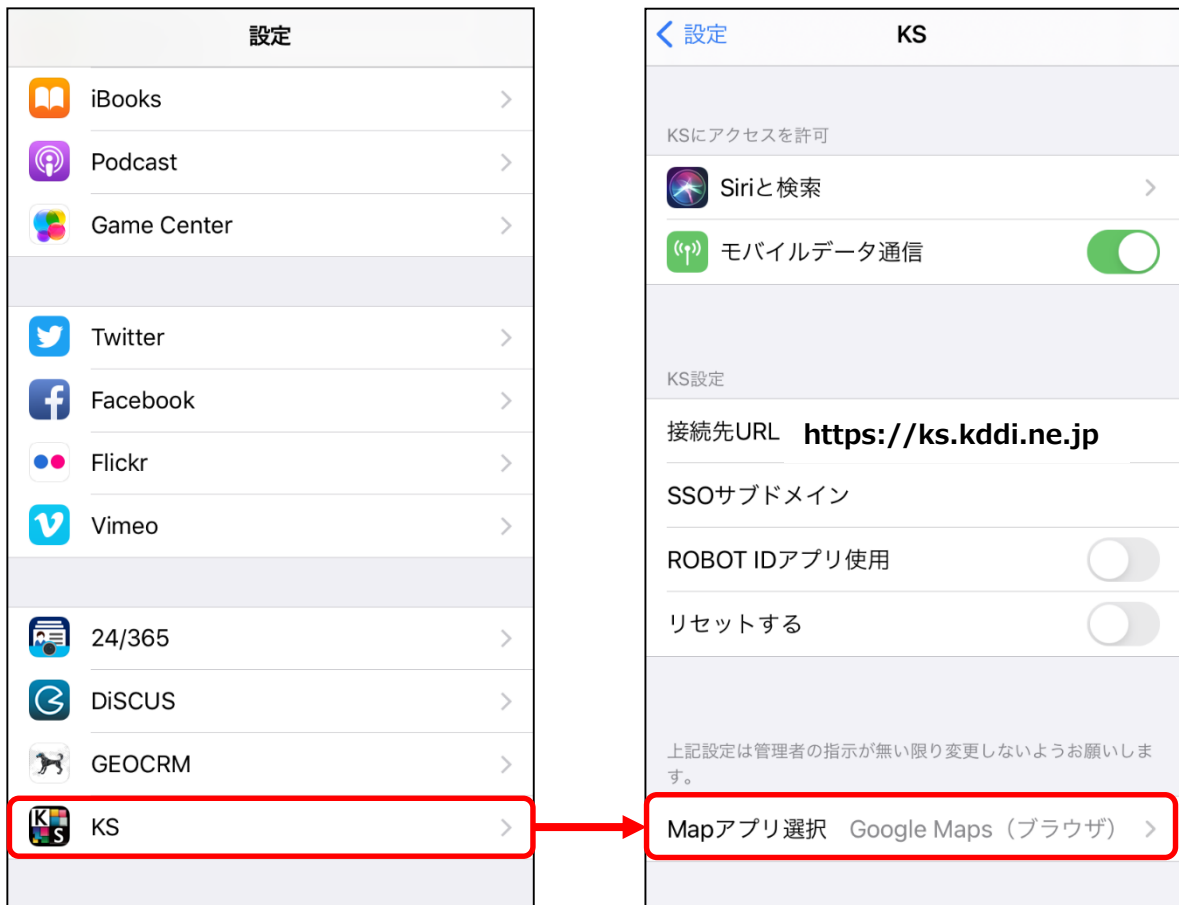 設定
iBooks
Podcast
Game Center
Twitter
Facebook
Flickr
Vimeo
24/365
DiSCUS
GEOCRM
KS
KS
設定
KS
KSにアクセスを許可
Siriと検索
モバイルデータ通信
KS設定
接続先URL https://ks.kddi.ne.jp
SSOサブドメイン
ROBOT IDアプリ使用
リセットする
上記設定は管理者の指示が無い限り変更しないようお願いしま
す。
Mapアプリ選択 Google Maps（ブラウザ）